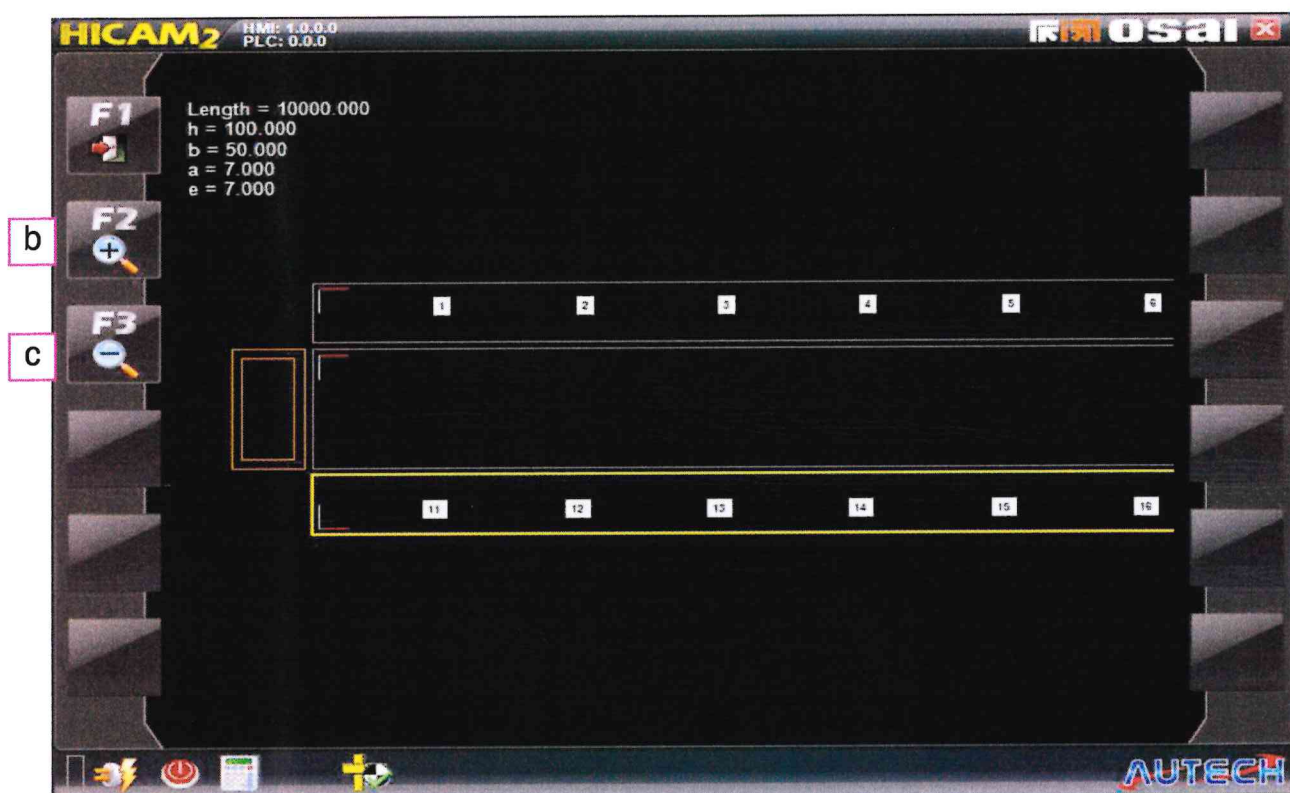 HICAM2
HMI: 1.0.0.0
PLC: 0.0.0
osai
F1
Length = 10000.000
h = 100.000
b = 50.000
a = 7.000
e = 7.000
b
F2
c
F3
1 2 3 4 5 6
11 12 13 14 15 16
AUTECH